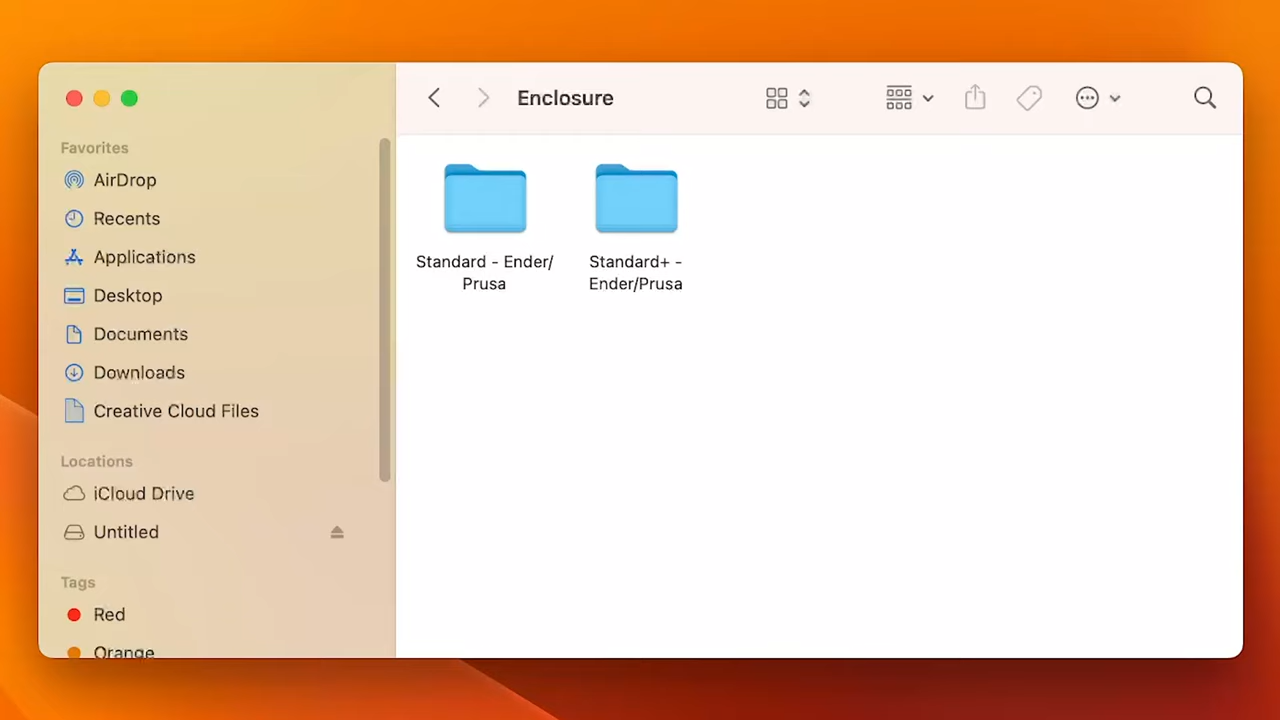 Enclosure
Favorites
AirDrop
Recents
Applications
Desktop
Documents
Downloads
Creative Cloud Files
Locations
iCloud Drive
Untitled
Tags
Red
Orange
Standard - Ender/
Prusa
Standard+ -
Ender/Prusa